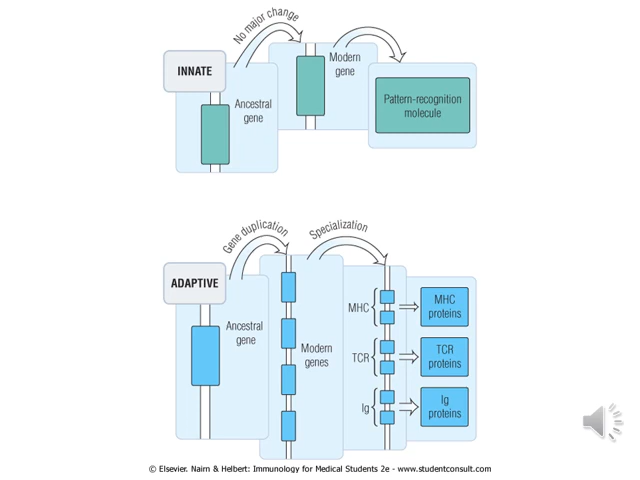 No major change
INNATE
Ancestral
gene
Modern
gene
Pattern-recognition
molecule
Gene duplication
Specialization
ADAPTIVE
Ancestral
gene
Modern
genes
MHC
TCR
Ig
MHC
proteins
TCR
proteins
Ig
proteins
© Elsevier. Nairn & Helbert: Immunology for Medical Students 2e - www.studentconsult.com